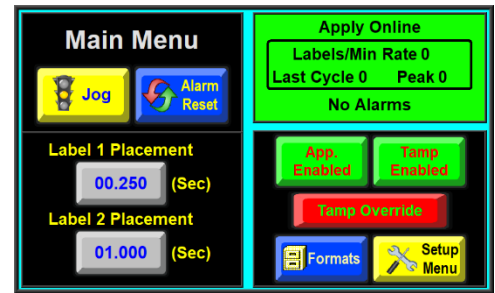 Main Menu
Jog
Alarm
Reset
Label 1 Placement
00.250 (Sec)
Label 2 Placement
01.000 (Sec)
Apply Online
Labels/Min Rate 0
Last Cycle 0 Peak 0
No Alarms
App.
Enabled
Tamp
Enabled
Tamp Override
Formats
Setup
Menu